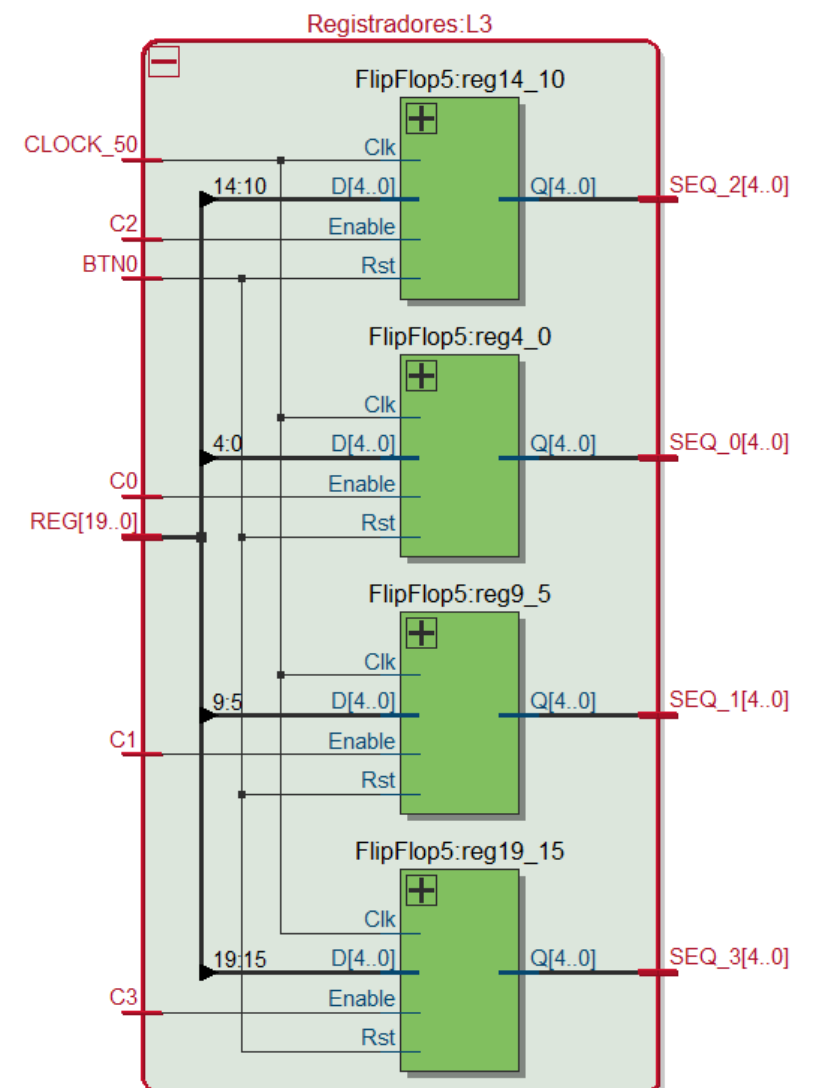 Registradores:L3
FlipFlop5:reg14_10
CLOCK_50
Clk
14:10
D[4..0]
Q[4..0]
SEQ_2[4..0]
C2
Enable
BTN0
Rst
FlipFlop5:reg4_0
Clk
4:0
D[4..0]
Q[4..0]
SEQ_0[4..0]
C0
Enable
REG[19..0]
Rst
FlipFlop5:reg9_5
Clk
9:5
D[4..0]
Q[4..0]
SEQ_1[4..0]
C1
Enable
Rst
FlipFlop5:reg19_15
Clk
19:15
D[4..0]
Q[4..0]
SEQ_3[4..0]
C3
Enable
Rst